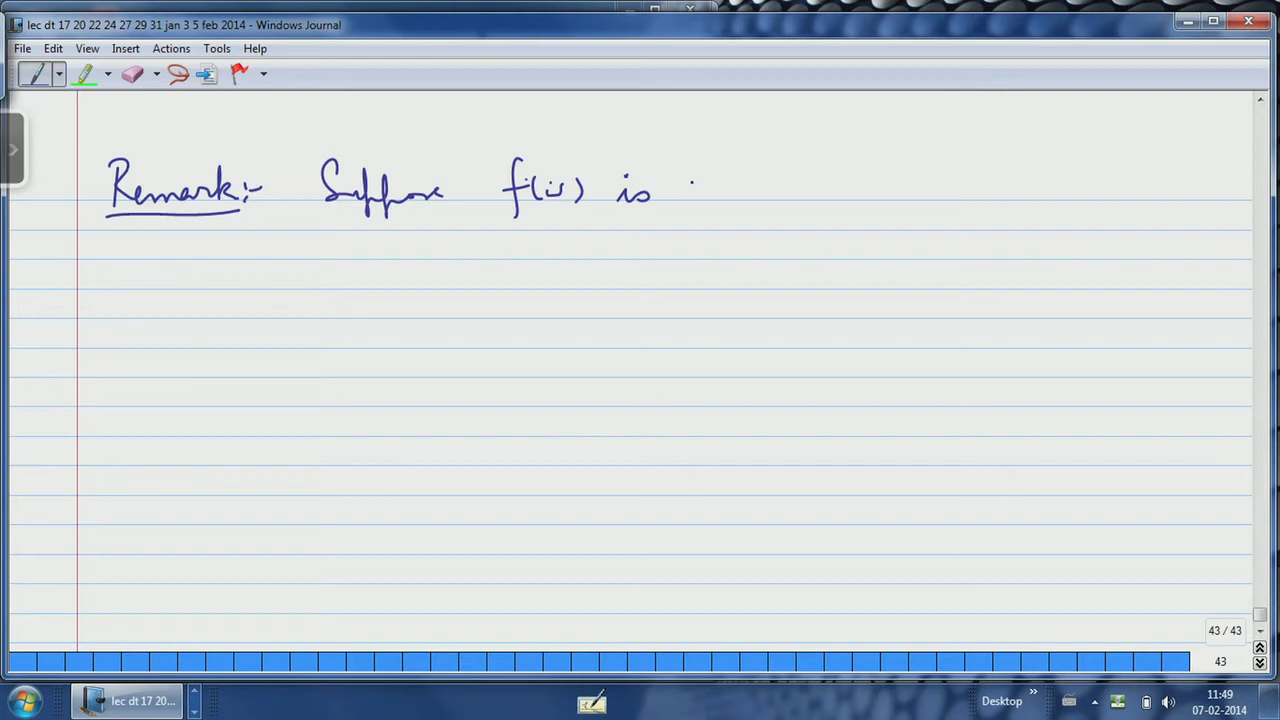 lec dt 17 20 22 24 27 29 31 jan 3 5 feb 2014 - Windows Journal
File Edit View Insert Actions Tools Help
Remark:- Suppose is
43 / 43
43
lec dt 17 20...
Desktop
11:49
07-02-2014